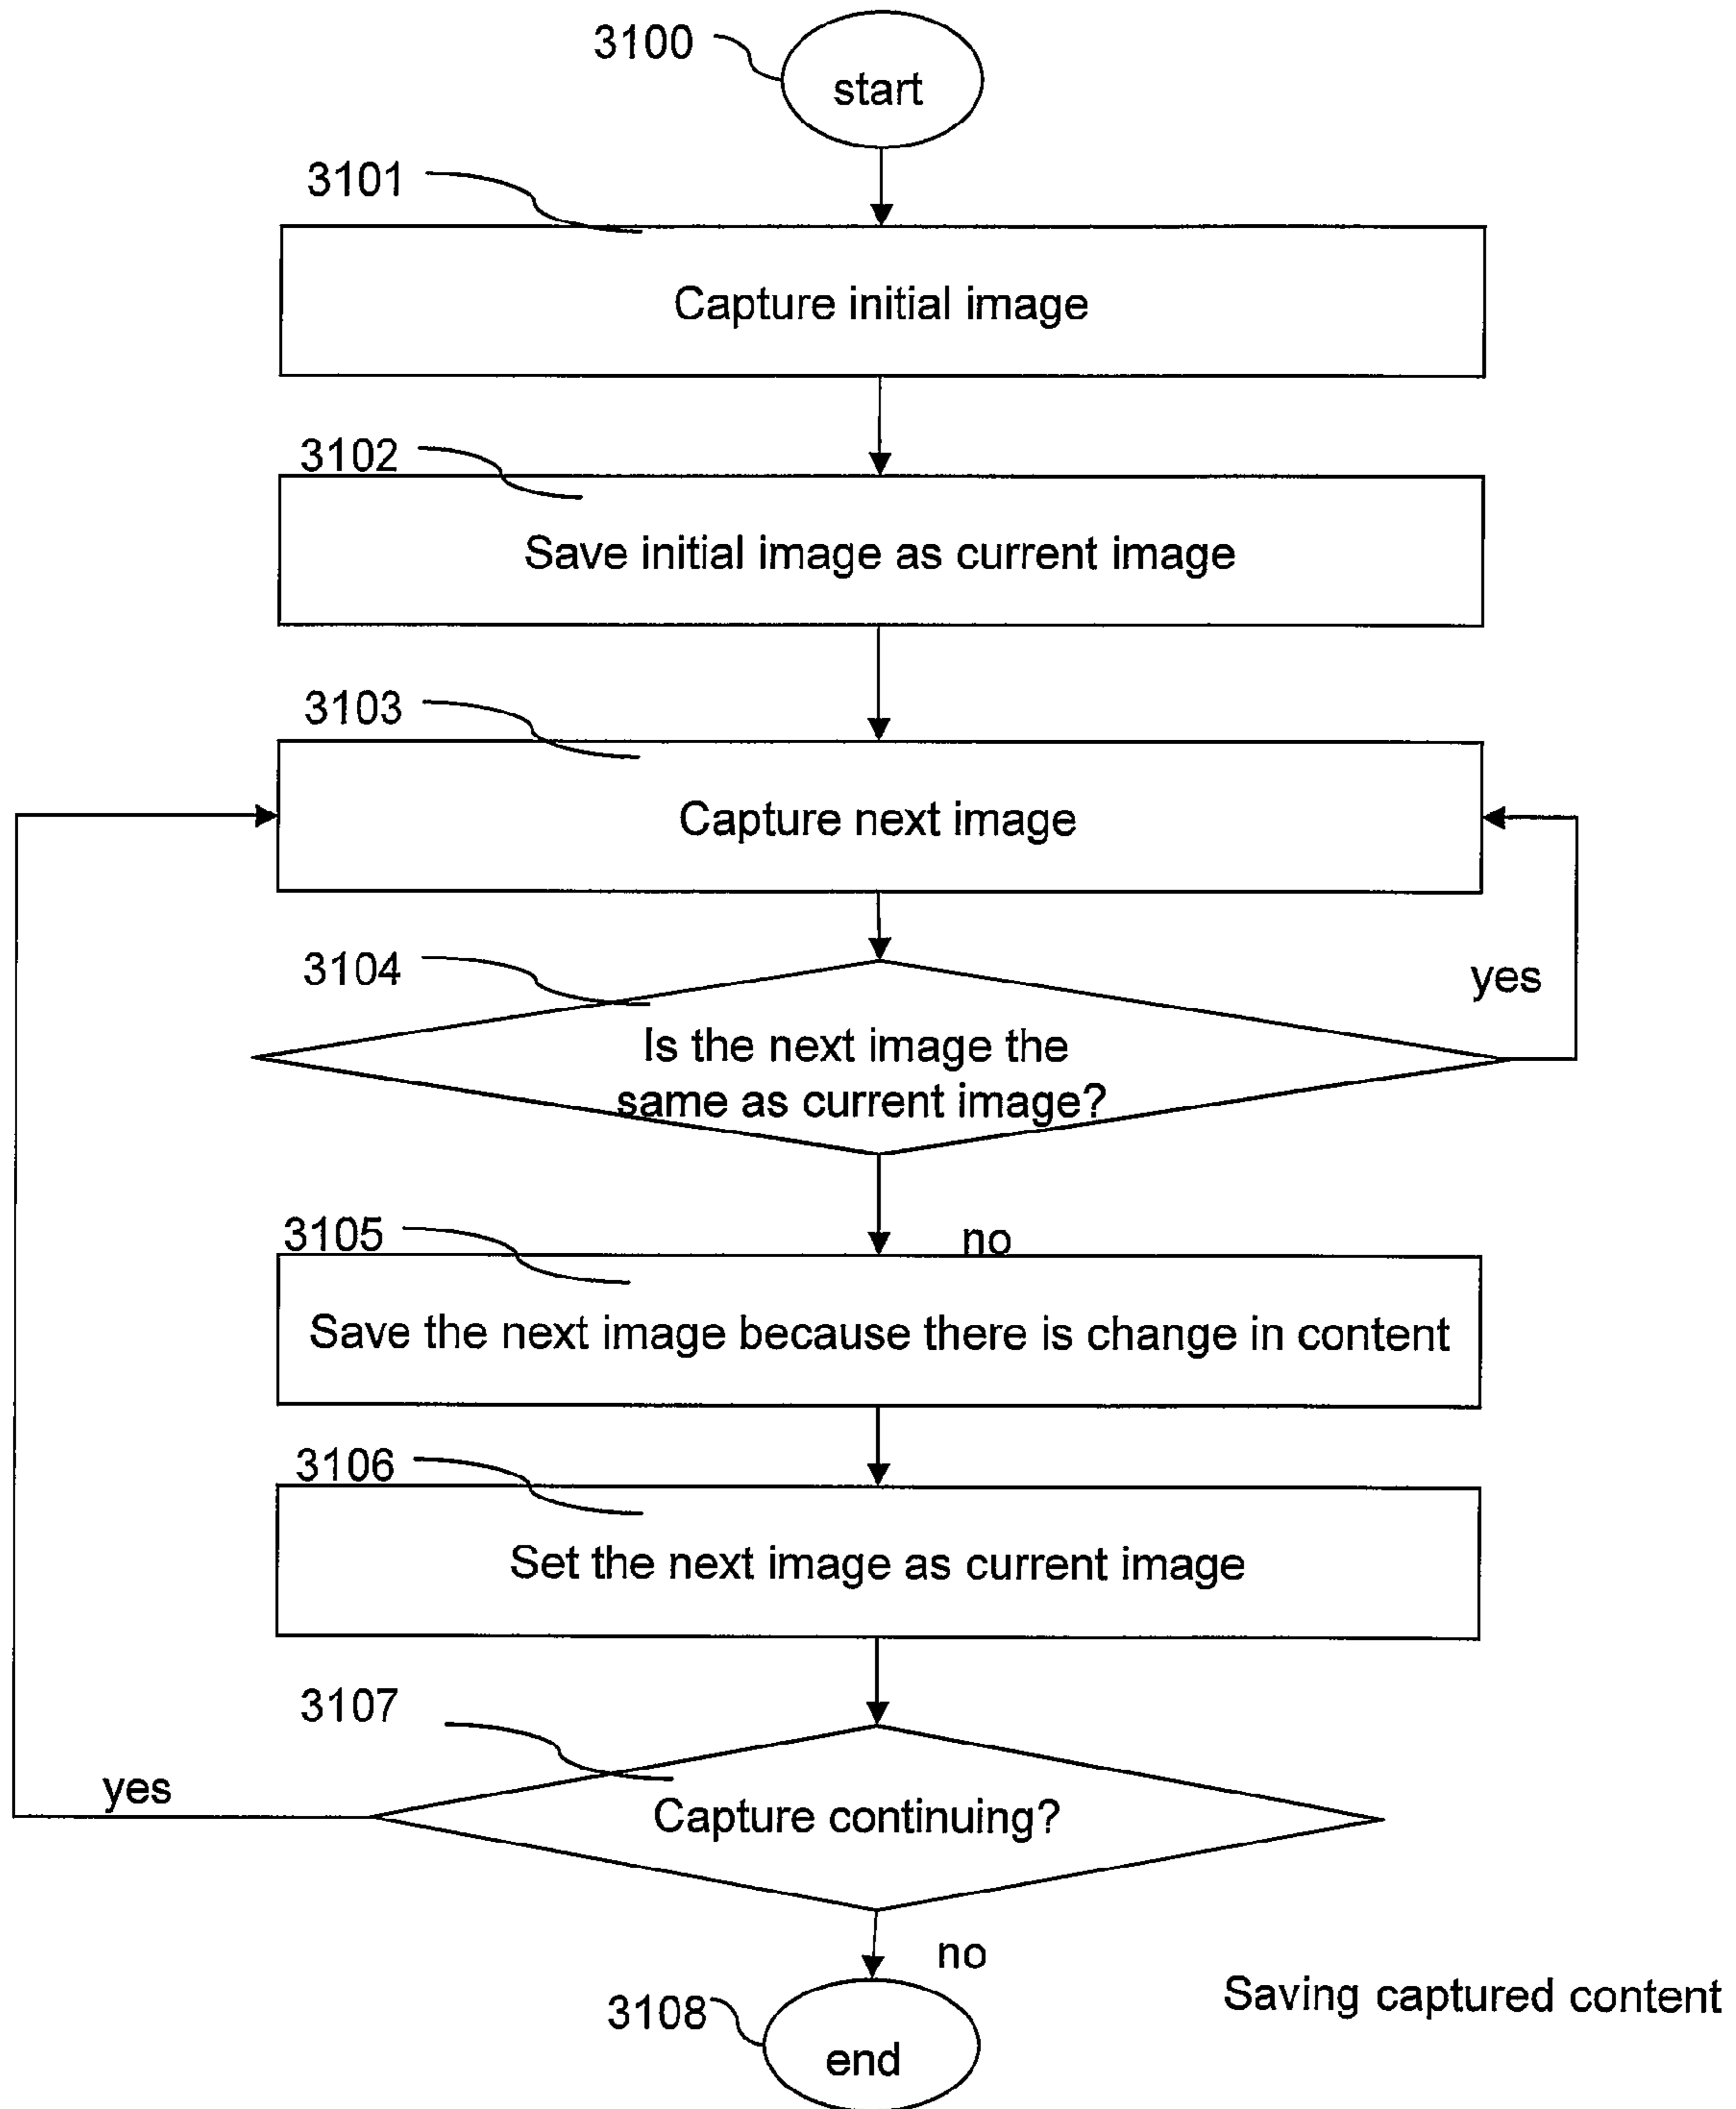 3100
start
3101
Capture initial image
3102
Save initial image as current image
3103
Capture next image
3104
yes
Is the next image the
same as current image?
3105
no
Save the next image because there is change in content
3106
Set the next image as current image
3107
yes
Capture continuing?
no
Saving captured content
3108
end